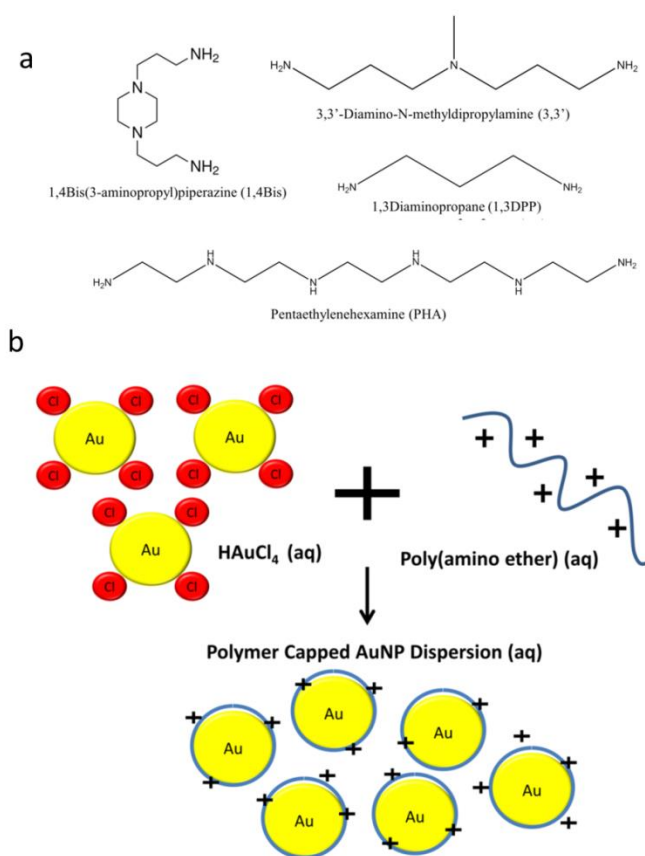 a
NH2
N
N
NH2
1,4Bis(3-aminopropyl)piperazine (1,4Bis)
H2N
N
NH2
3,3'-Diamino-N-methyldipropylamine (3,3')
H2N
NH2
1,3Diaminopropane (1,3DPP)
H2N
H
N
N
H
H
N
N
H
NH2
Pentaethylenehexamine (PHA)
b
Cl Cl Cl Cl
Au Au
Cl Cl Cl Cl
Cl Cl
Au
Cl Cl
+
HAuCl4 (aq)
+ + + +
Poly(amino ether) (aq)
Polymer Capped AuNP Dispersion (aq)
Au Au Au
Au Au Au